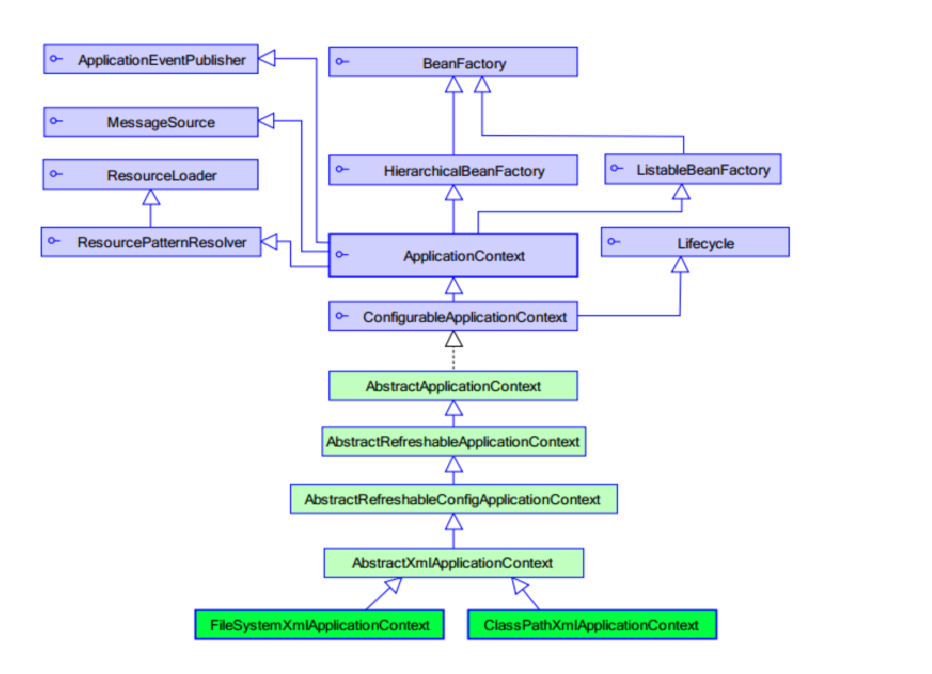 ApplicationEventPublisher
BeanFactory
MessageSource
HierarchicalBeanFactory
ListableBeanFactory
ResourceLoader
ResourcePatternResolver
ApplicationContext
Lifecycle
ConfigurableApplicationContext
AbstractApplicationContext
AbstractRefreshableApplicationContext
AbstractRefreshableConfigApplicationContext
AbstractXmlApplicationContext
FileSystemXmlApplicationContext
ClassPathXmlApplicationContext